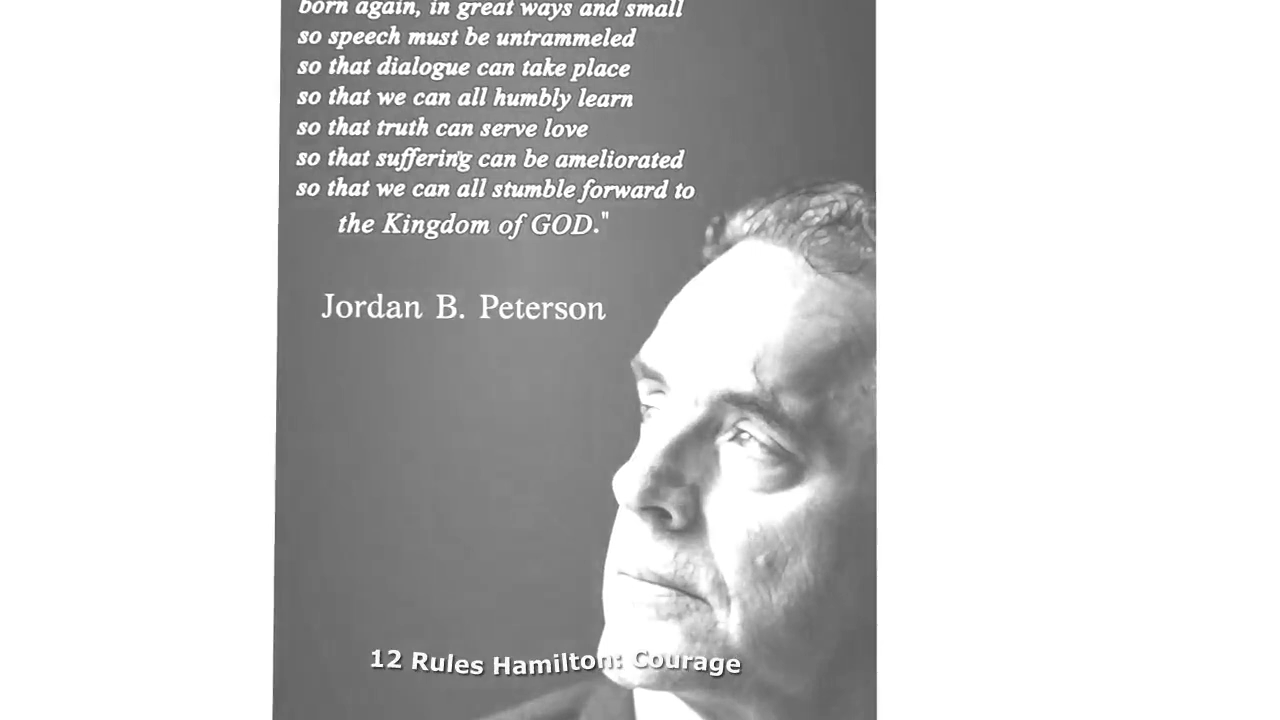 born again, in great ways and small
so speech must be untrammeled
so that dialogue can take place
so that we can all humbly learn
so that truth can serve love
so that suffering can be ameliorated
so that we can all stumble forward to
the Kingdom of GOD."
Jordan B. Peterson
12 Rules Hamilton: Courage